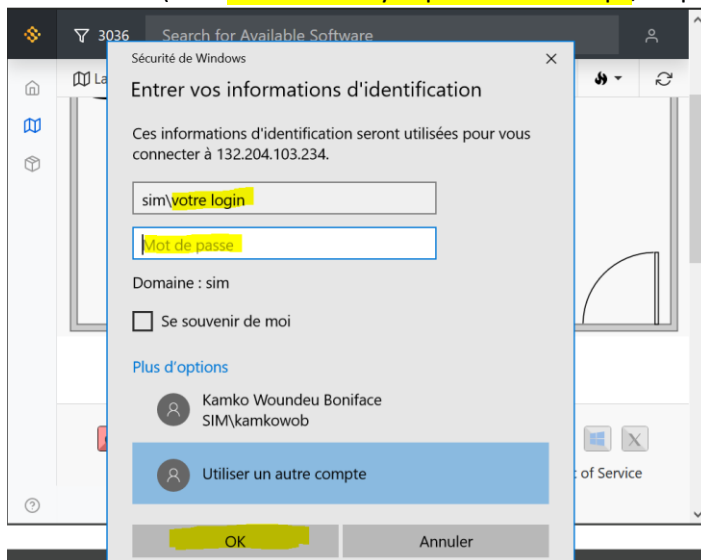 3036 Search for Available Software
Sécurité de Windows
La
Entrer vos informations d'identification
Ces informations d'identification seront utilisées pour vous
connecter à 132.204.103.234.
sim\votre login
Mot de passe
Domaine : sim
Se souvenir de moi
Plus d'options
Kamko Woundeu Boniface
SIM\kamkowob
Utiliser un autre compte
of Service
OK Annuler